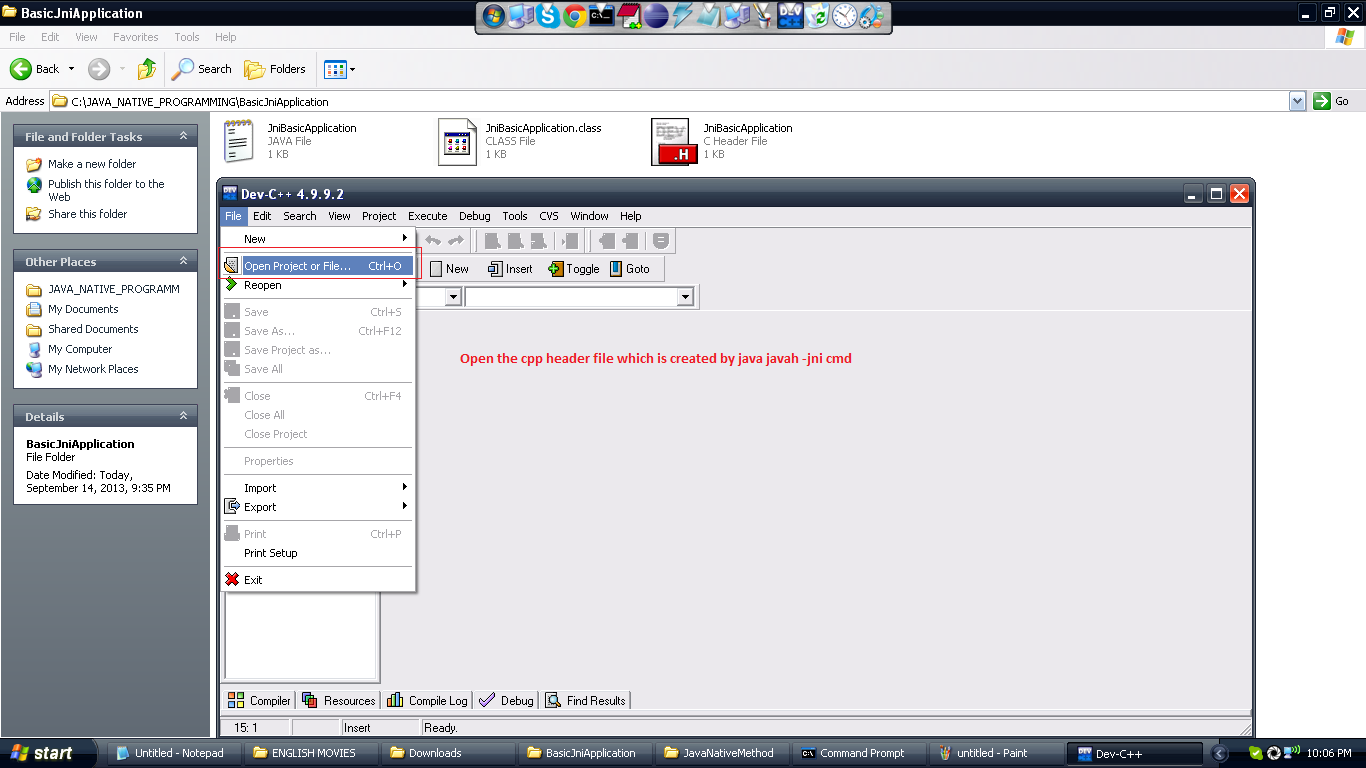 BasicJniApplication
File Edit View Favorites Tools Help
Back Search Folders
Address C:\JAVA_NATIVE_PROGRAMMING\BasicJniApplication Go
File and Folder Tasks
Make a new folder
Publish this folder to the
Web
Share this folder
Other Places
JAVA_NATIVE_PROGRAMM
My Documents
Shared Documents
My Computer
My Network Places
Details
BasicJniApplication
File Folder
Date Modified: Today,
September 14, 2013, 9:35 PM
JniBasicApplication
JAVA File
1 KB
JniBasicApplication.class
CLASS File
1 KB
DEV
.H
JniBasicApplication
C Header File
1 KB
Dev-C++ 4.9.9.2
File Edit Search View Project Execute Debug Tools CVS Window Help
New Insert Toggle Goto
New
Open Project or File... Ctrl+O
Reopen
Save Ctrl+S
Save As... Ctrl+F12
Save Project as...
Save All
Close Ctrl+F4
Close All
Close Project
Properties
Import
Export
Print Ctrl+P
Print Setup
Exit
Open the cpp header file which is created by java javah -jni cmd
Compiler Resources Compile Log Debug Find Results
15: 1 Insert Ready.
start Untitled - Notepad ENGLISH MOVIES Downloads BasicJniApplication JavaNativeMethod Command Prompt untitled - Paint Dev-C++ 10:06 PM